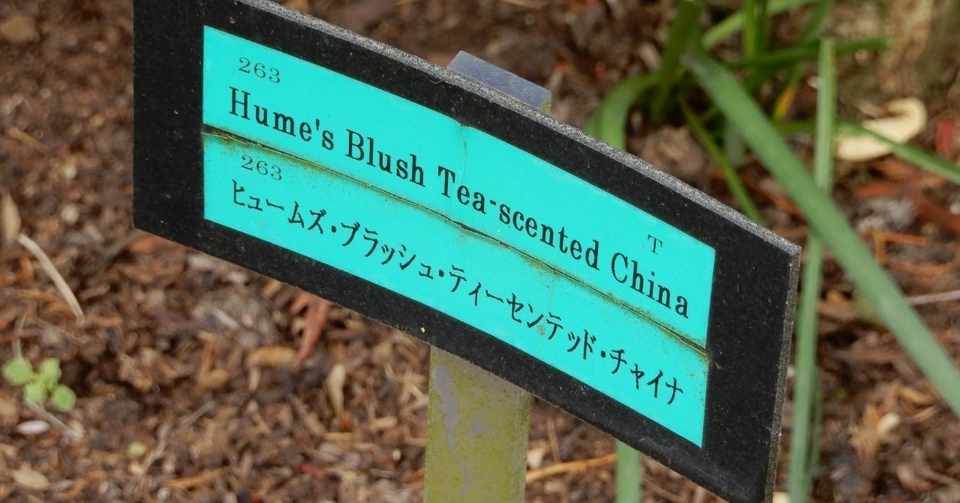 263 T
Hume's Blush Tea-scented China
263
ヒュームズ・ブラッシュ・ティーセンテッド・チャイナ